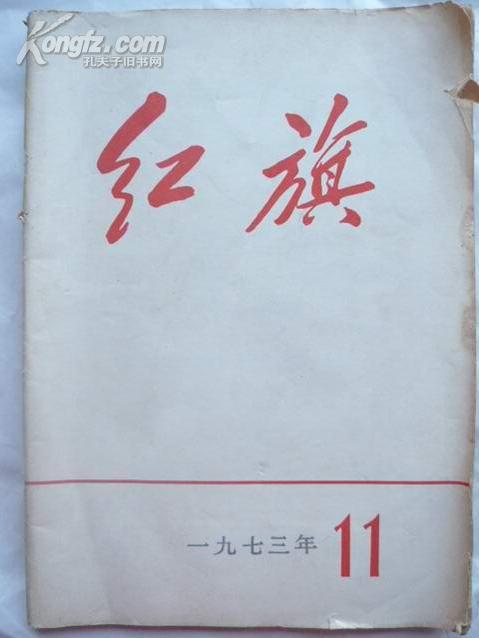 Kongfz.com
孔夫子旧书网
红旗
一九七三年 11